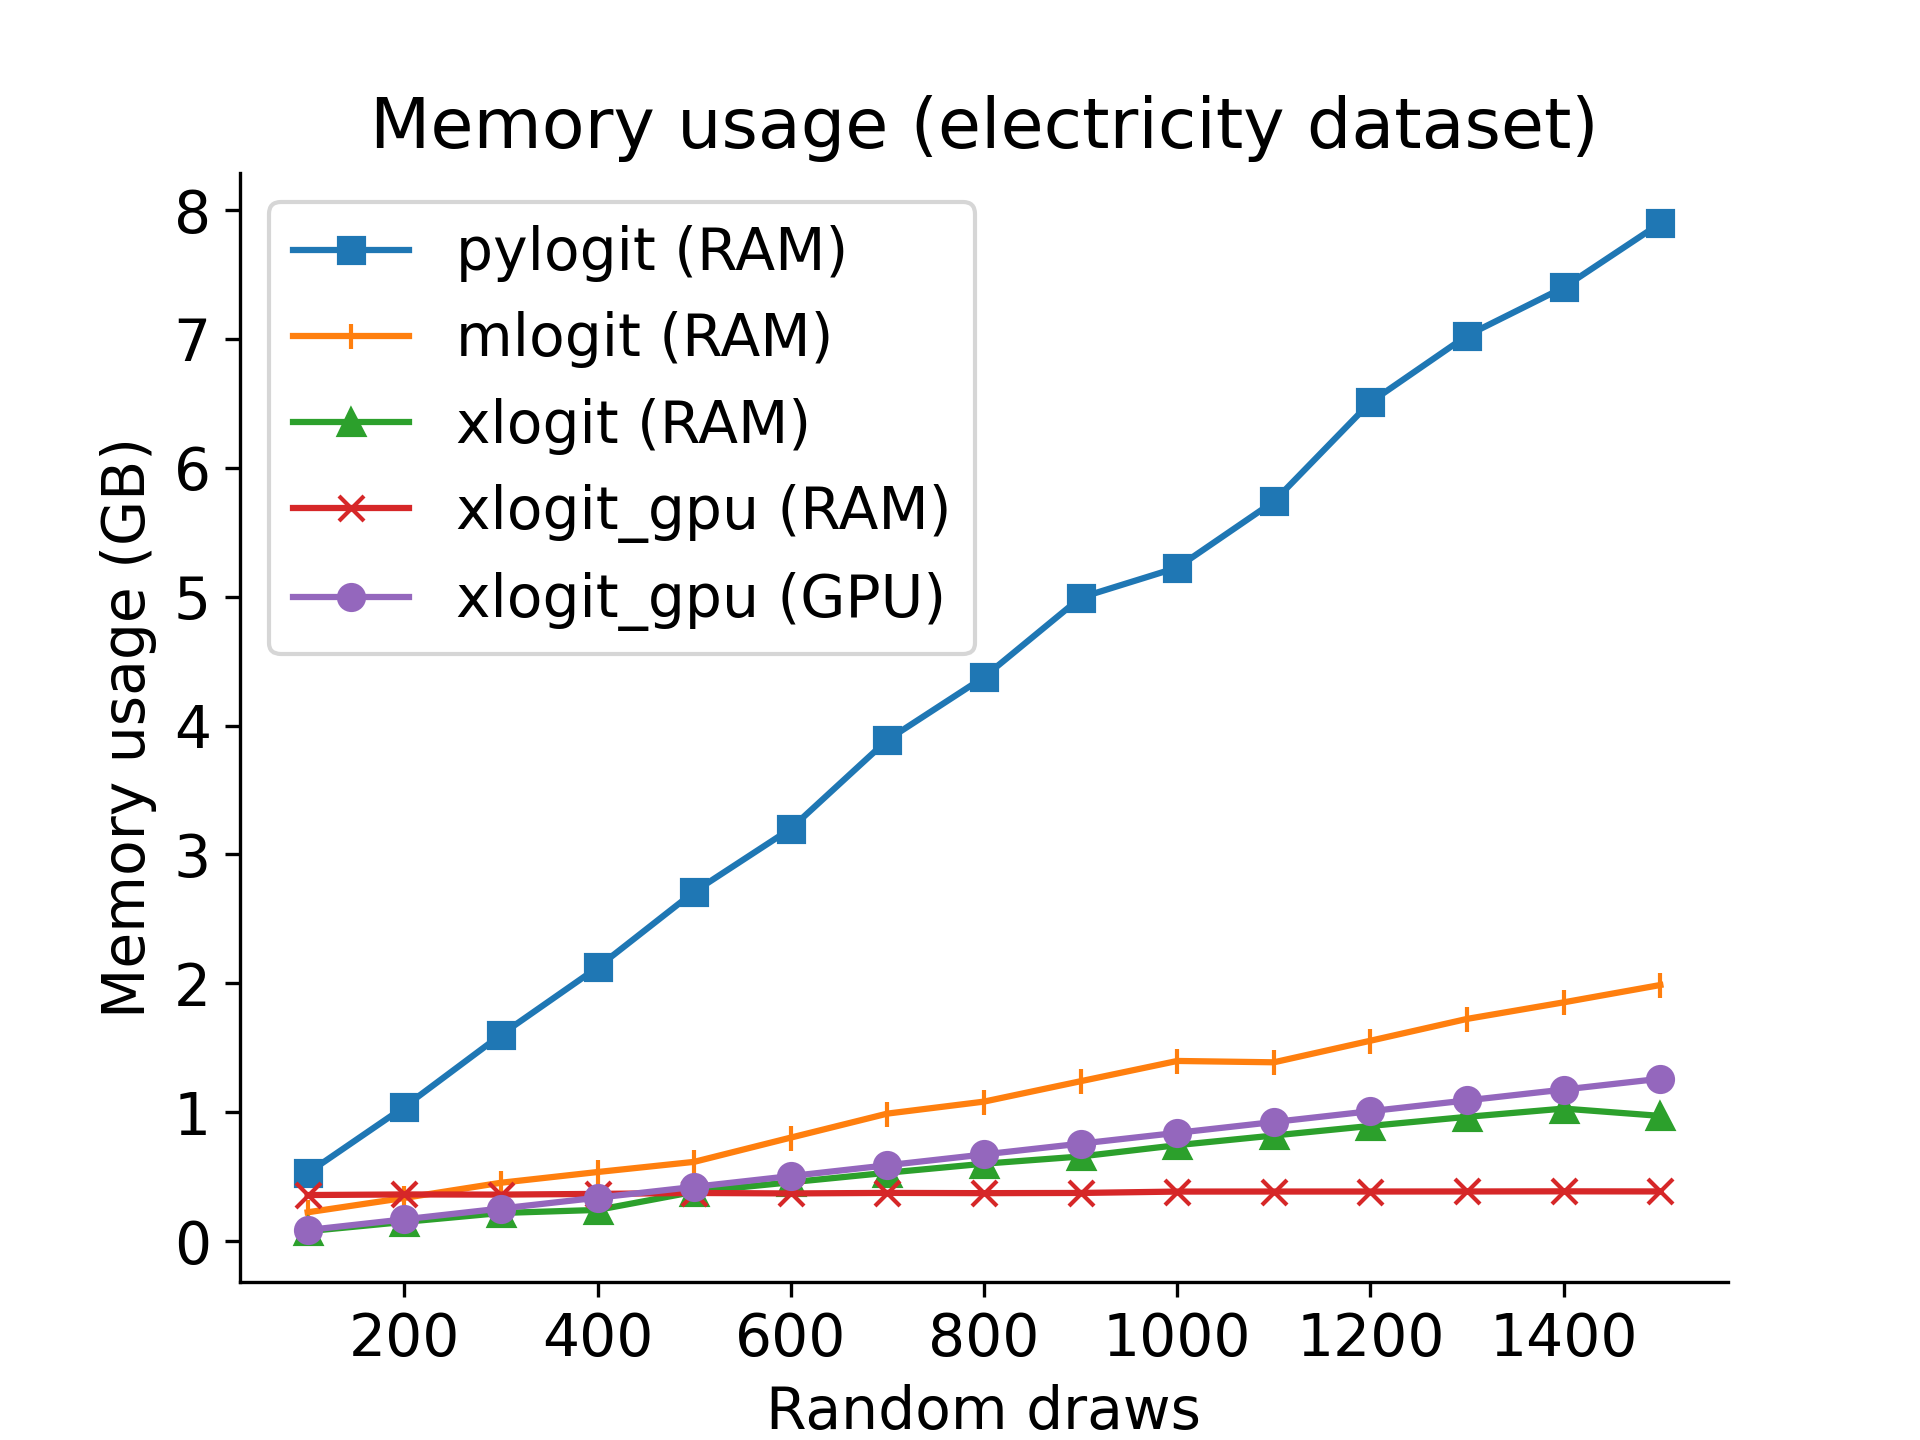 Memory usage (electricity dataset)
8
7
6
5
4
3
2
1
0
Memory usage (GB)
pylogit (RAM)
mlogit (RAM)
xlogit (RAM)
xlogit_gpu (RAM)
xlogit_gpu (GPU)
200 400 600 800 1000 1200 1400
Random draws